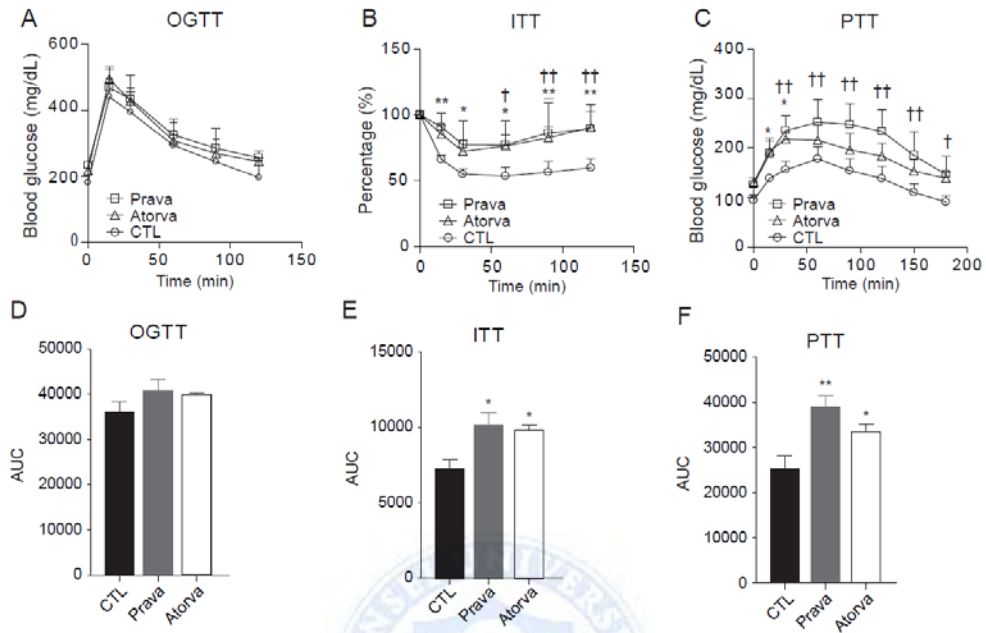 A
OGTT
Blood glucose (mg/dL)
600
400
200
0
Prava
Atorva
CTL
0
50
100
150
Time (min)
B
ITT
Percentage (%)
150
100
50
0
** * † * †† ** †† **
Prava
Atorva
CTL
0
50
100
150
Time (min)
C
PTT
Blood glucose (mg/dL)
400
300
200
100
0
* †† * †† †† †† †† †
Prava
Atorva
CTL
0
50
100
150
200
Time (min)
D
OGTT
AUC
50000
40000
30000
20000
10000
0
CTL
Prava
Atorva
E
ITT
AUC
15000
10000
5000
0
*
*
CTL
Prava
Atorva
F
PTT
AUC
50000
40000
30000
20000
10000
0
**
*
CTL
Prava
Atorva